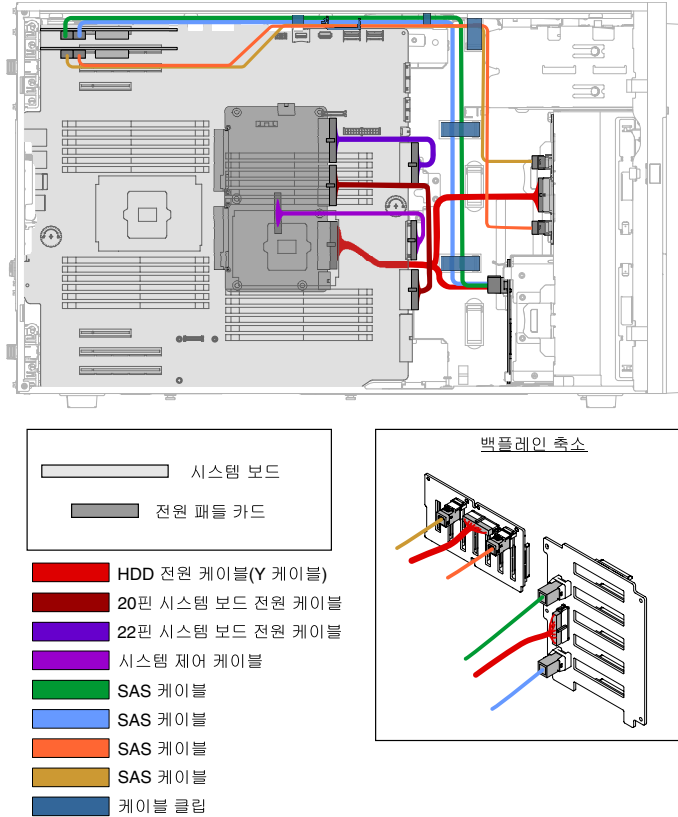 시스템 보드
전원 패들 카드
백플레인 축소
HDD 전원 케이블(Y 케이블)
20핀 시스템 보드 전원 케이블
22핀 시스템 보드 전원 케이블
시스템 제어 케이블
SAS 케이블
SAS 케이블
SAS 케이블
SAS 케이블
케이블 클립